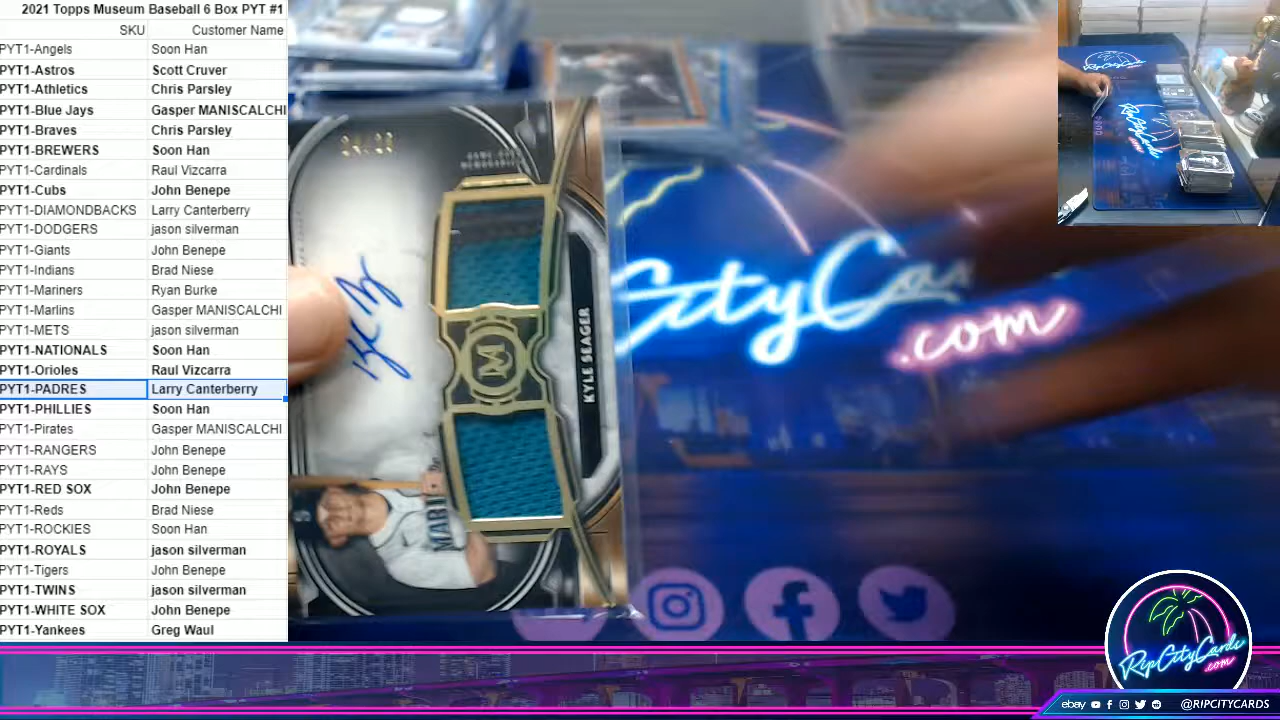 2021 Topps Museum Baseball 6 Box PYT #1
SKU Customer Name
PYT1-Angels Soon Han
PYT1-Astros Scott Cruver
PYT1-Athletics Chris Parsley
PYT1-Blue Jays Gasper MANISCALCHI
PYT1-Braves Chris Parsley
PYT1-BREWERS Soon Han
PYT1-Cardinals Raul Vizcarra
PYT1-Cubs John Benepe
PYT1-DIAMONDBACKS Larry Canterberry
PYT1-DODGERS jason silverman
PYT1-Giants John Benepe
PYT1-Indians Brad Niese
PYT1-Mariners Ryan Burke
PYT1-Marlins Gasper MANISCALCHI
PYT1-METS jason silverman
PYT1-NATIONALS Soon Han
PYT1-Orioles Raul Vizcarra
PYT1-PADRES Larry Canterberry
PYT1-PHILLIES Soon Han
PYT1-Pirates Gasper MANISCALCHI
PYT1-RANGERS John Benepe
PYT1-RAYS John Benepe
PYT1-RED SOX John Benepe
PYT1-Reds Brad Niese
PYT1-ROCKIES Soon Han
PYT1-ROYALS jason silverman
PYT1-Tigers John Benepe
PYT1-TWINS jason silverman
PYT1-WHITE SOX John Benepe
PYT1-Yankees Greg Waul
KYLE SEAGER
M
.com
RipCityCards
.com
ebay @RIPCITYCARDS